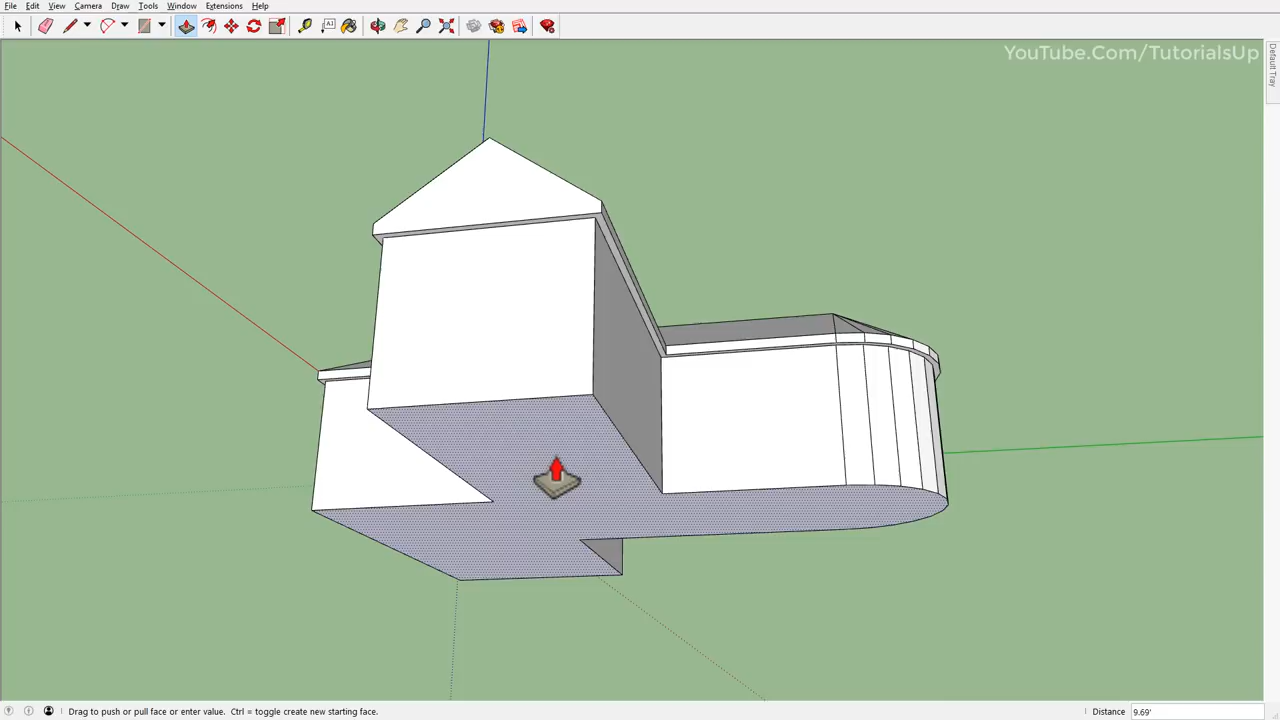 File Edit View Camera Draw Tools Window Extensions Help
A1
YouTube.Com/TutorialsUp
Default Tray
Drag to push or pull face or enter value. Ctrl = toggle create new starting face.
Distance 9.69'